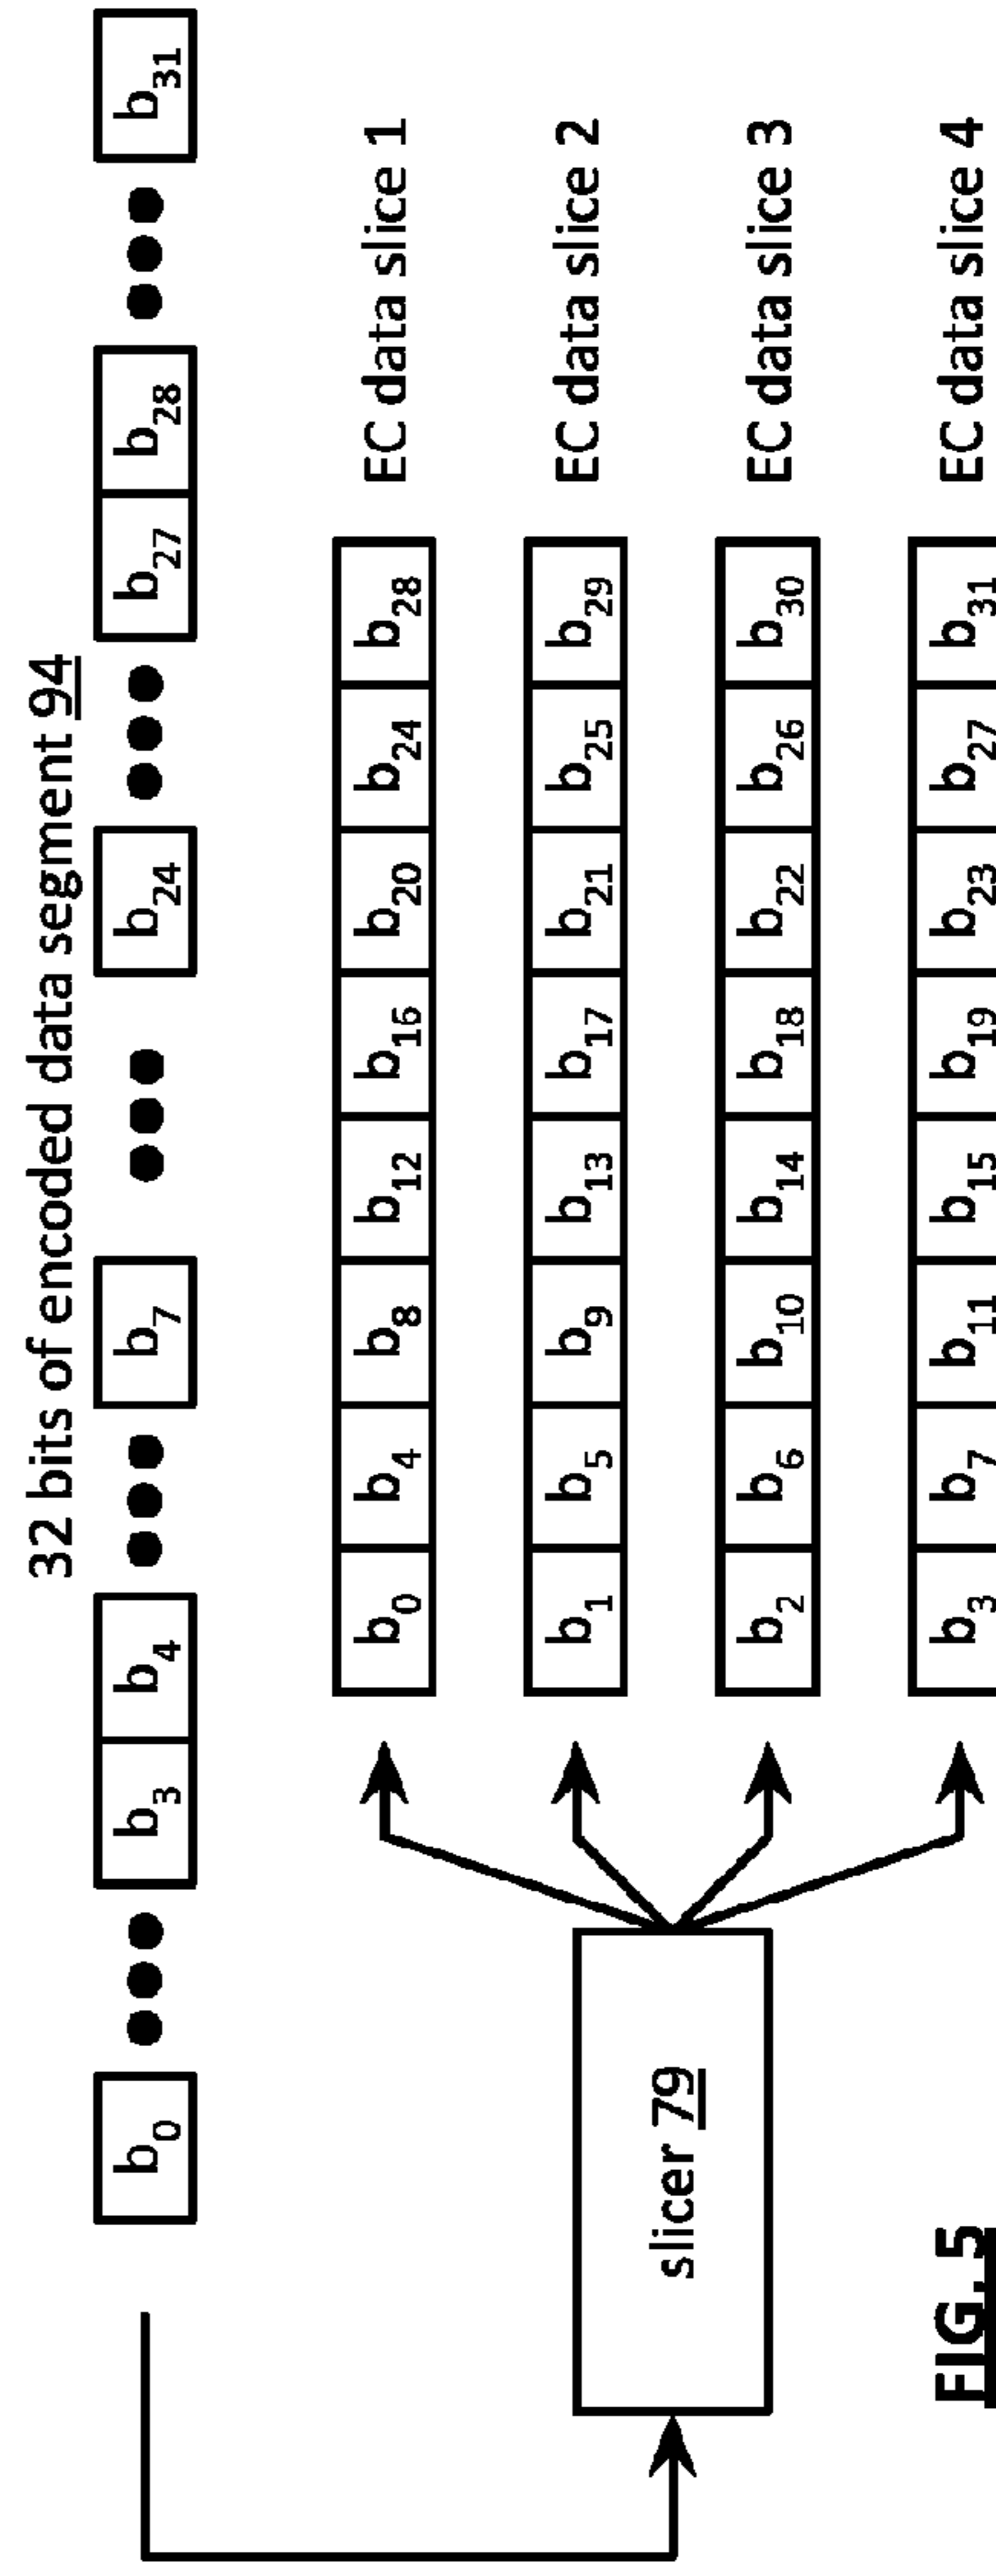 32 bits of encoded data segment 94
b0 b3 b4 b7 b24 b27 b28 b31
b0 b4 b8 b12 b16 b20 b24 b28 EC data slice 1
b1 b5 b9 b13 b17 b21 b25 b29 EC data slice 2
slicer 79
b2 b6 b10 b14 b18 b22 b26 b30 EC data slice 3
b3 b7 b11 b15 b19 b23 b27 b31 EC data slice 4
FIG. 5